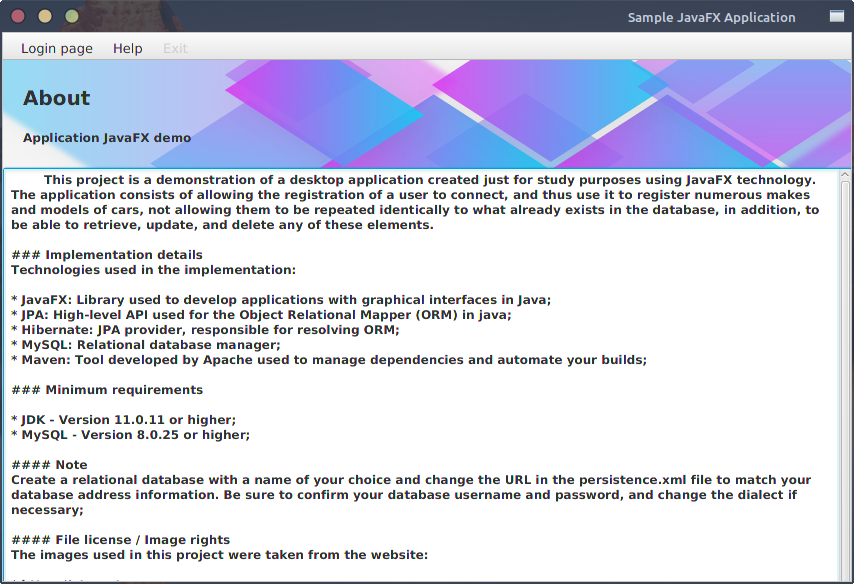 Sample JavaFX Application
Login page Help Exit
About
Application JavaFX demo
This project is a demonstration of a desktop application created just for study purposes using JavaFX technology.
The application consists of allowing the registration of a user to connect, and thus use it to register numerous makes
and models of cars, not allowing them to be repeated identically to what already exists in the database, in addition, to
be able to retrieve, update, and delete any of these elements.
### Implementation details
Technologies used in the implementation:
* JavaFX: Library used to develop applications with graphical interfaces in Java;
* JPA: High-level API used for the Object Relational Mapper (ORM) in java;
* Hibernate: JPA provider, responsible for resolving ORM;
* MySQL: Relational database manager;
* Maven: Tool developed by Apache used to manage dependencies and automate your builds;
### Minimum requirements
* JDK - Version 11.0.11 or higher;
* MySQL - Version 8.0.25 or higher;
#### Note
Create a relational database with a name of your choice and change the URL in the persistence.xml file to match your
database address information. Be sure to confirm your database username and password, and change the dialect if
necessary;
#### File license / Image rights
The images used in this project were taken from the website: